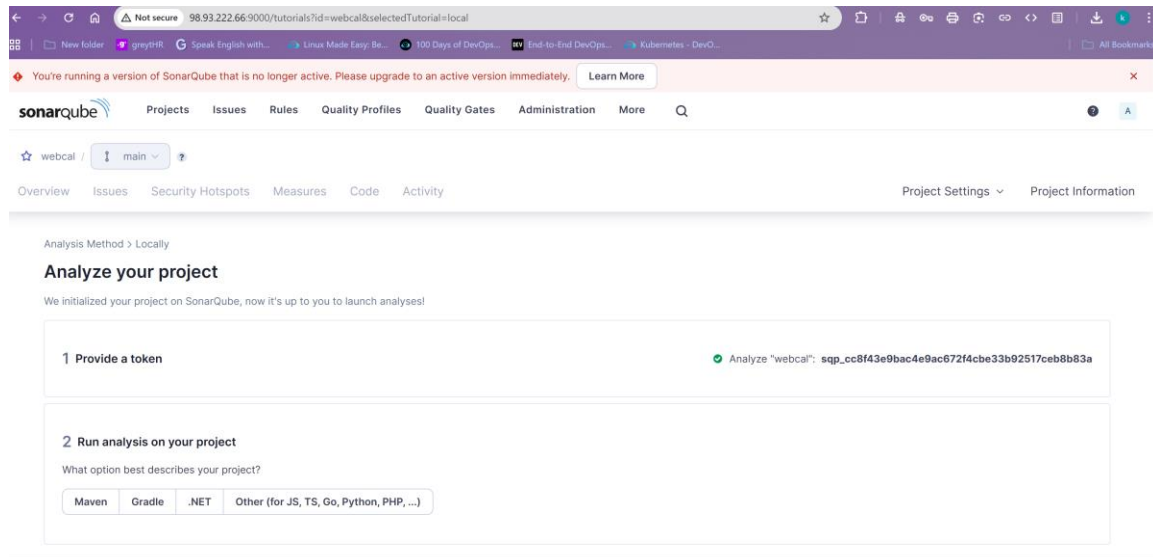 Not secure 98.93.222.66:9000/tutorials?id=webcal&selectedTutorial=local
New folder greytHR Speak English with... Linux Made Easy: Be... 100 Days of DevOps... End-to-End DevOps... Kubernetes - DevO... All Bookmarks
You're running a version of SonarQube that is no longer active. Please upgrade to an active version immediately. Learn More
sonarqube Projects Issues Rules Quality Profiles Quality Gates Administration More A
webcal / main
Overview Issues Security Hotspots Measures Code Activity Project Settings Project Information
Analysis Method > Locally
Analyze your project
We initialized your project on SonarQube, now it's up to you to launch analyses!
1 Provide a token Analyze "webcal": sqp_cc8f43e9bac4e9ac672f4cbe33b92517ceb8b83a
2 Run analysis on your project
What option best describes your project?
Maven Gradle .NET Other (for JS, TS, Go, Python, PHP, ...)